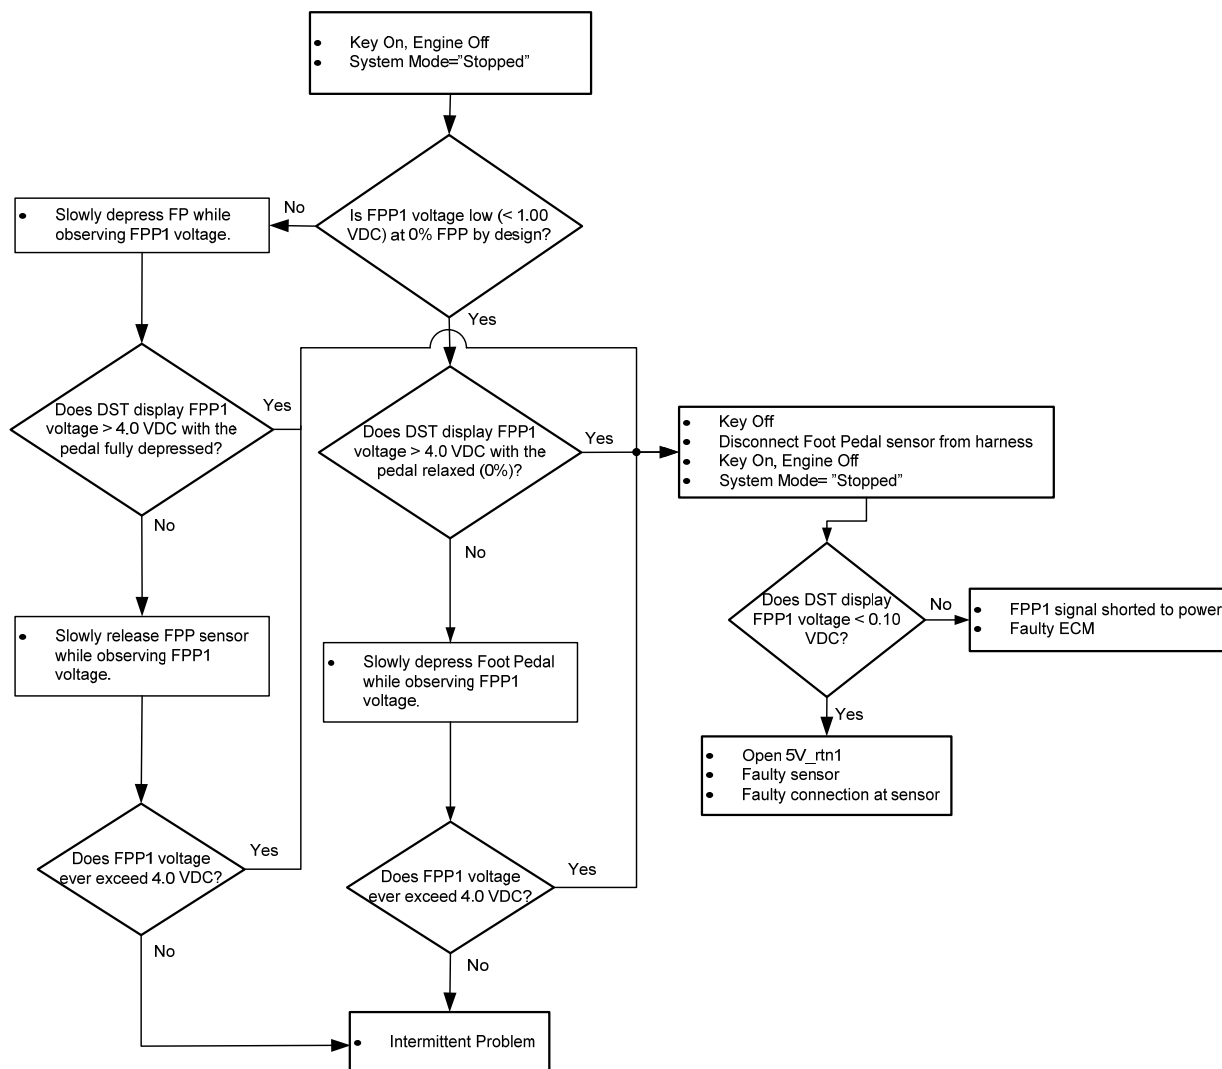 • Key On, Engine Off
• System Mode=”Stopped”
Is FPP1 voltage low (< 1.00
VDC) at 0% FPP by design?
No
• Slowly depress FP while
observing FPP1 voltage.
Yes
Does DST display FPP1
voltage > 4.0 VDC with the
pedal fully depressed?
Yes
Does DST display FPP1
voltage > 4.0 VDC with the
pedal relaxed (0%)?
Yes
• Key Off
• Disconnect Foot Pedal sensor from harness
• Key On, Engine Off
• System Mode= ”Stopped”
No
No
Does DST display
FPP1 voltage < 0.10
VDC?
No
• FPP1 signal shorted to power
• Faulty ECM
• Slowly release FPP sensor
while observing FPP1
voltage.
• Slowly depress Foot Pedal
while observing FPP1
voltage.
Yes
• Open 5V_rtn1
• Faulty sensor
• Faulty connection at sensor
Does FPP1 voltage
ever exceed 4.0 VDC?
Yes
Does FPP1 voltage
ever exceed 4.0 VDC?
Yes
No
No
• Intermittent Problem